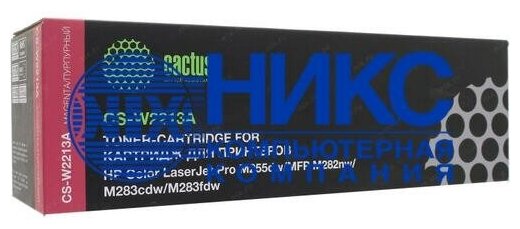 cactus
CS-W2213A
TONER-CARTRIDGE FOR
КАРТРИДЖ ДЛЯ ПРИНТЕРОВ
HP Color LaserJet Pro M255dw/MFP M282nw/
M283cdw/M283fdw
CS-W2213A MAGENTA/ПУРПУРНЫЙ
НИКС
КОМПЬЮТЕРНАЯ
КОМПАНИЯ